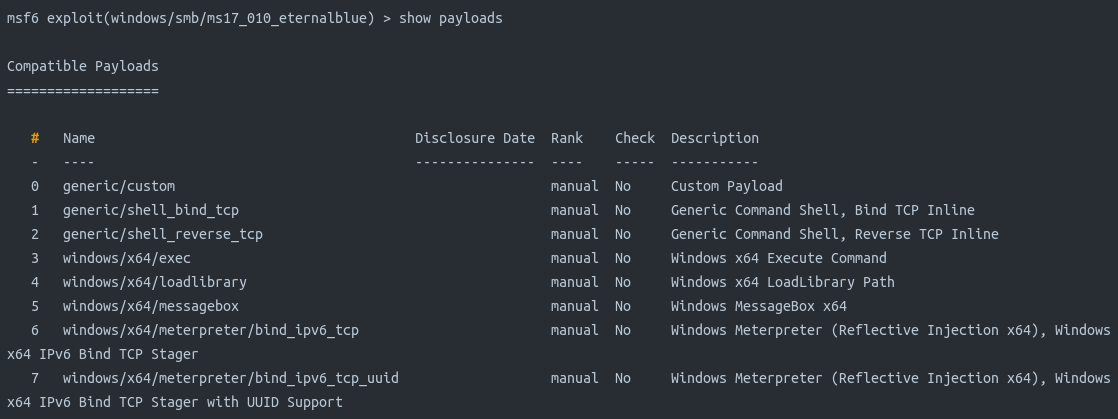 msf6 exploit(windows/smb/ms17_010_eternalblue) > show payloads
Compatible Payloads
===================
#   Name                                        Disclosure Date  Rank    Check  Description
-   ----                                        ---------------  ----    -----  -----------
0   generic/custom                                               manual  No     Custom Payload
1   generic/shell_bind_tcp                                       manual  No     Generic Command Shell, Bind TCP Inline
2   generic/shell_reverse_tcp                                    manual  No     Generic Command Shell, Reverse TCP Inline
3   windows/x64/exec                                             manual  No     Windows x64 Execute Command
4   windows/x64/loadlibrary                                      manual  No     Windows x64 LoadLibrary Path
5   windows/x64/messagebox                                       manual  No     Windows MessageBox x64
6   windows/x64/meterpreter/bind_ipv6_tcp                        manual  No     Windows Meterpreter (Reflective Injection x64), Windows
x64 IPv6 Bind TCP Stager
7   windows/x64/meterpreter/bind_ipv6_tcp_uuid                   manual  No     Windows Meterpreter (Reflective Injection x64), Windows
x64 IPv6 Bind TCP Stager with UUID Support